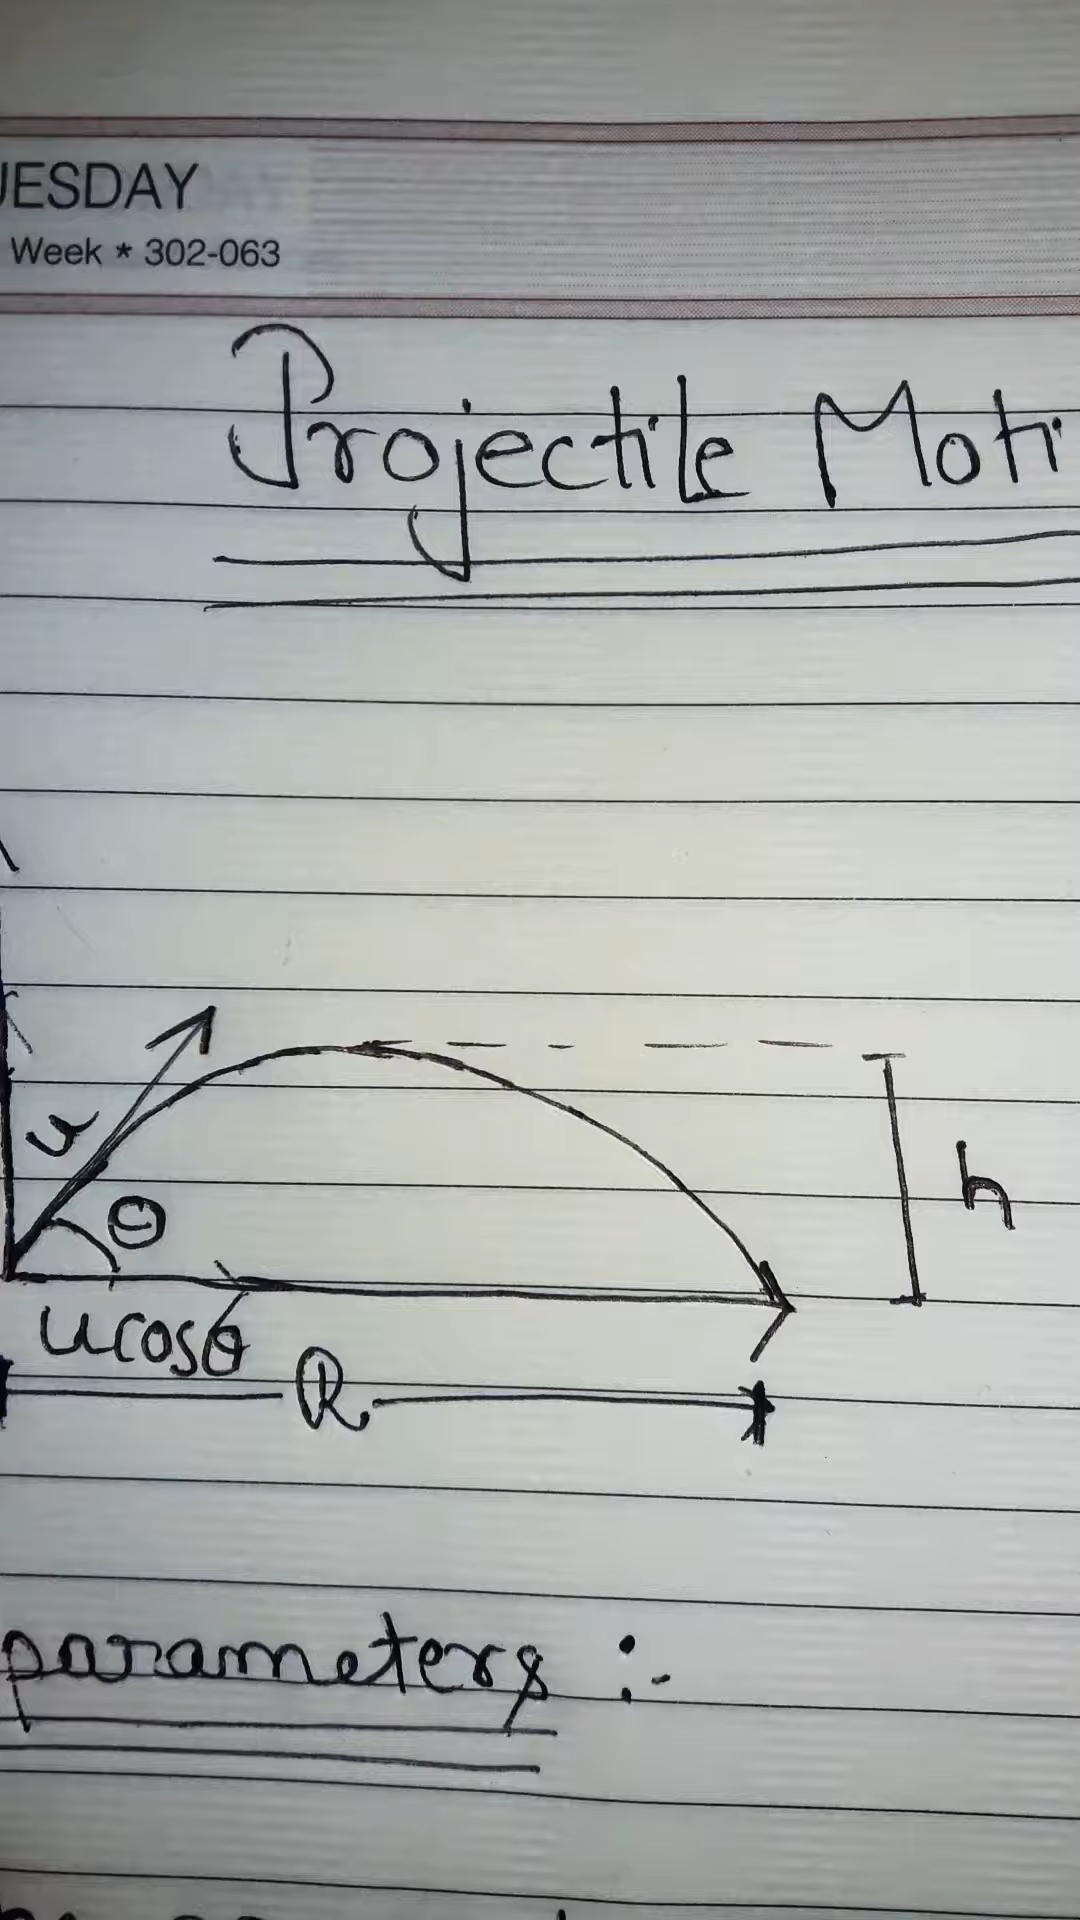 UESDAY
Week * 302-063
Projectile Moti
u
θ
h
ucosθ
R
parameters :-